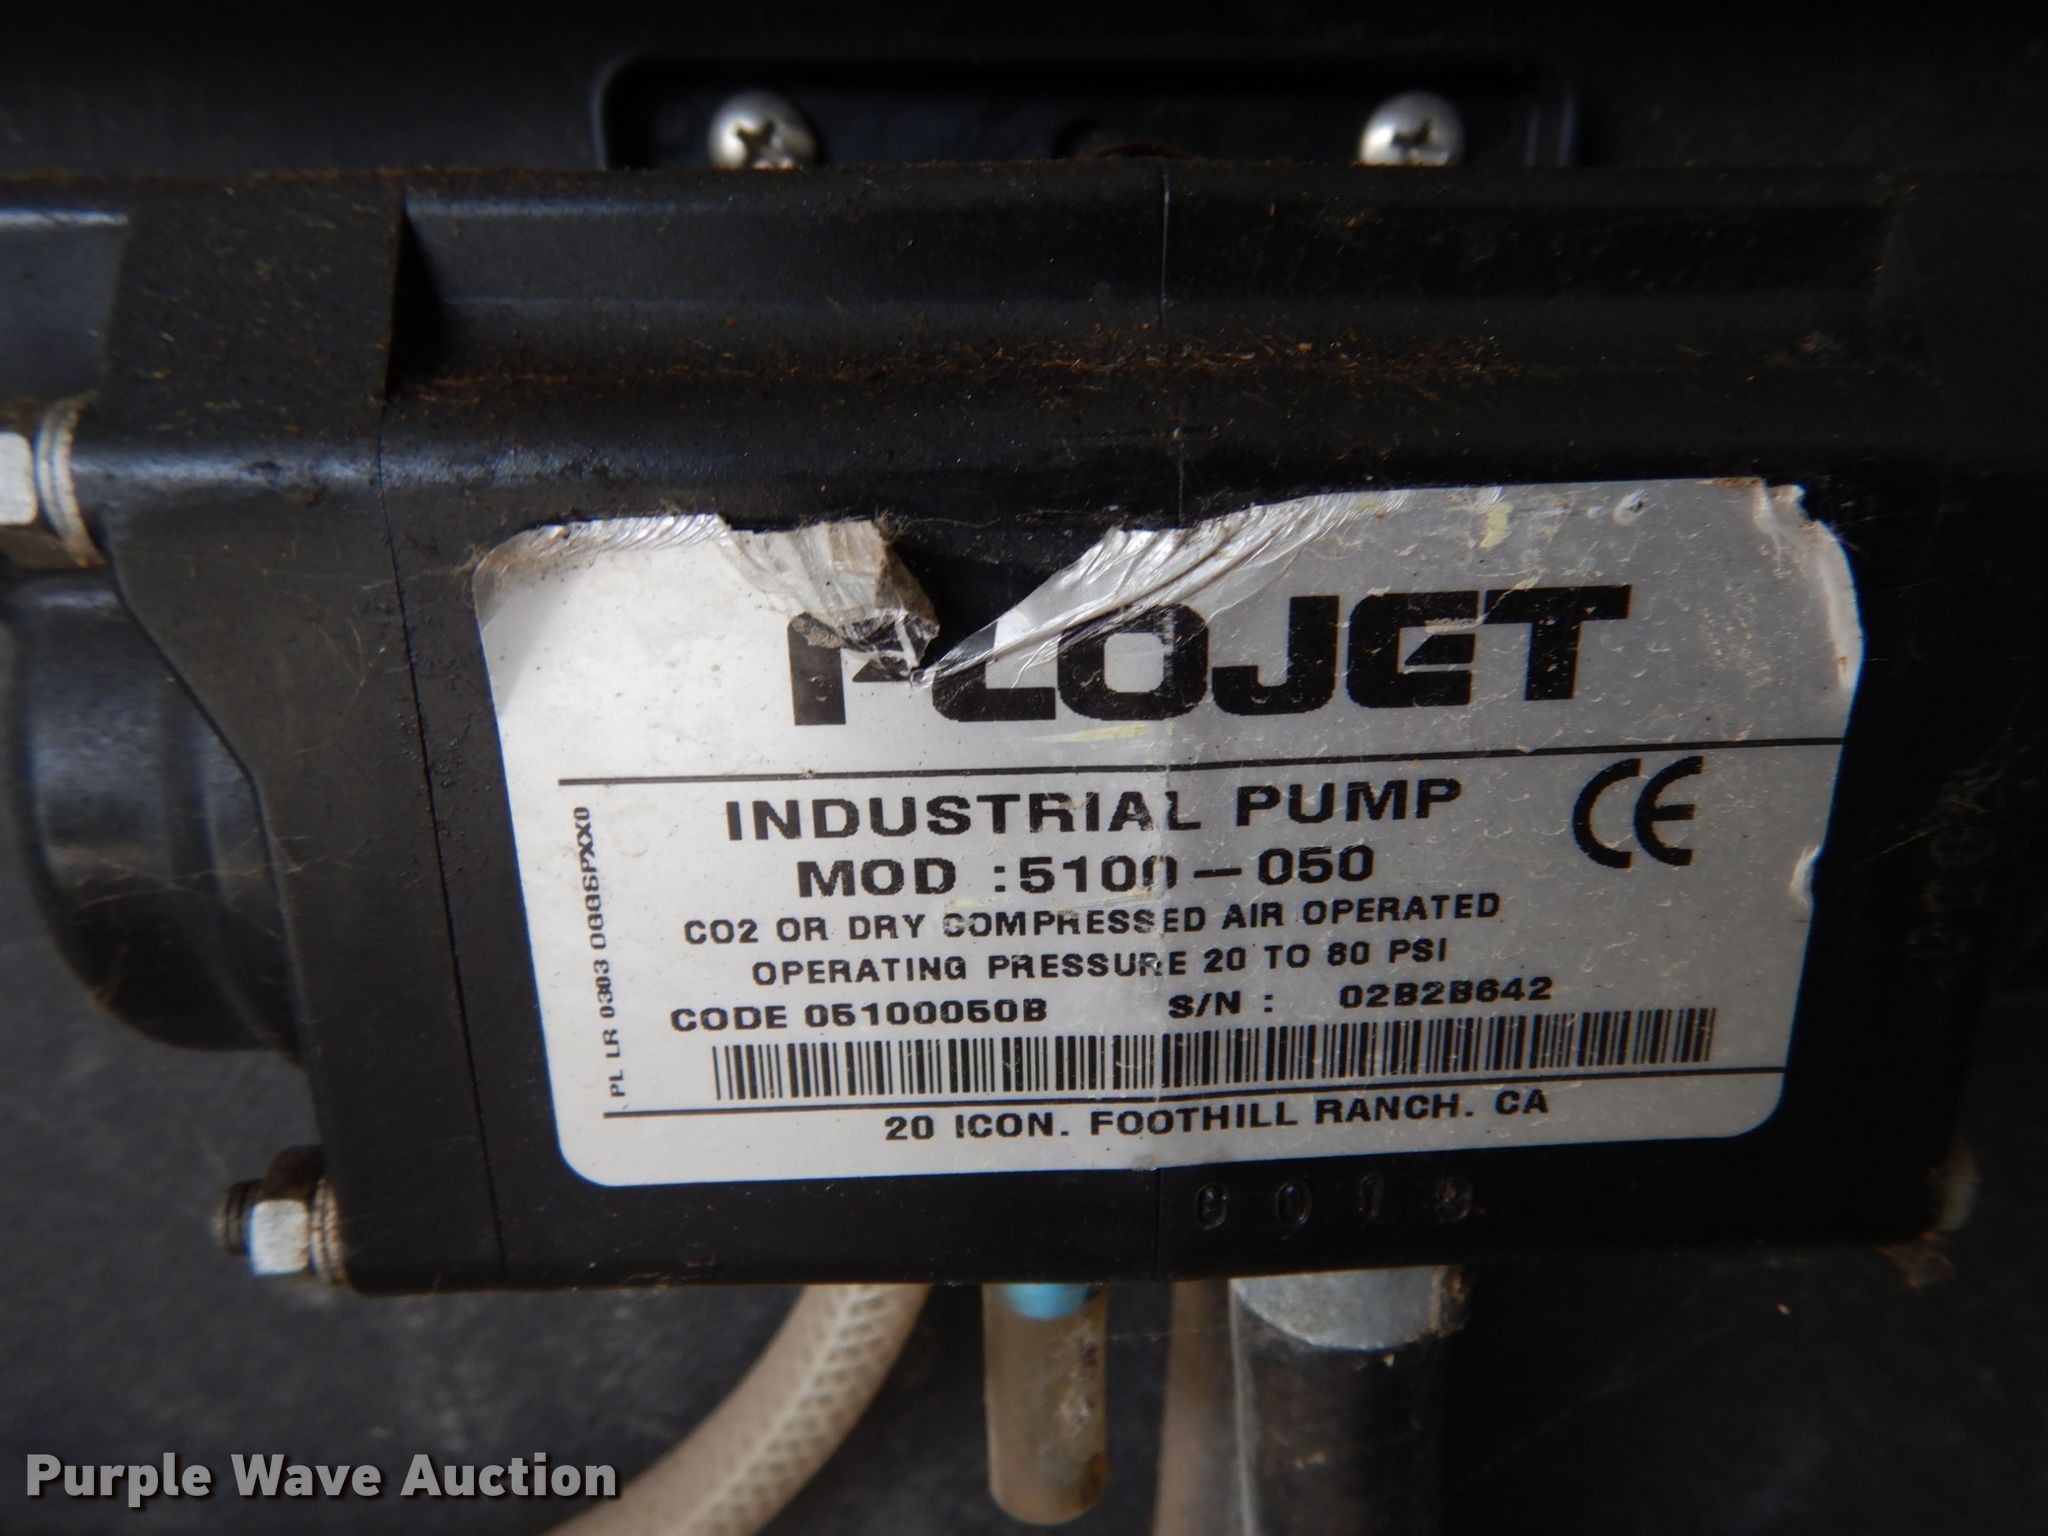 FLOJET
INDUSTRIAL PUMP CE
MOD :5100-050
CO2 OR DRY COMPRESSED AIR OPERATED
OPERATING PRESSURE 20 TO 80 PSI
CODE 05100050B S/N : 02B2B642
20 ICON. FOOTHILL RANCH. CA
PL LR 0303
Purple Wave Auction